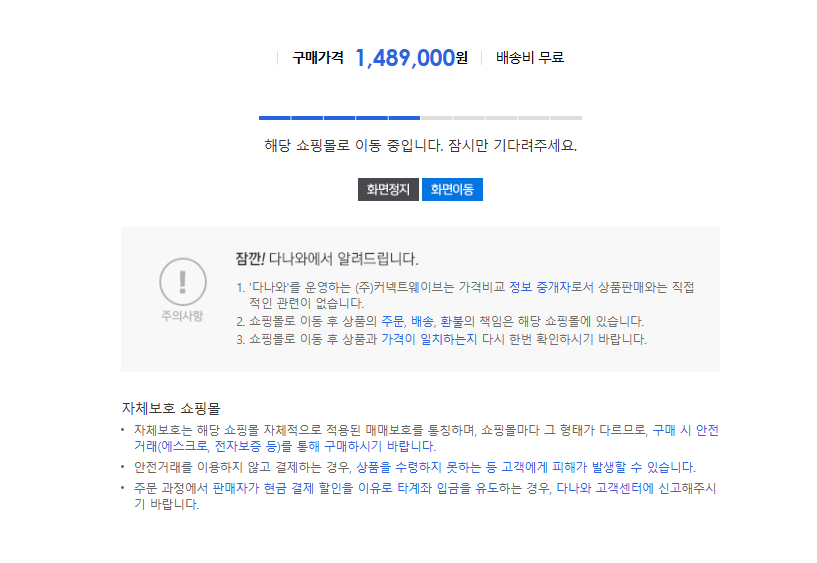 구매가격 1,489,000원 배송비 무료
해당 쇼핑몰로 이동 중입니다. 잠시만 기다려주세요.
화면정지 화면이동
잠깐! 다나와에서 알려드립니다.
1. '다나와'를 운영하는 (주)커넥트웨이브는 가격비교 정보 중개자로서 상품판매와는 직접
적인 관련이 없습니다.
2. 쇼핑몰로 이동 후 상품의 주문, 배송, 환불의 책임은 해당 쇼핑몰에 있습니다.
3. 쇼핑몰로 이동 후 상품과 가격이 일치하는지 다시 한번 확인하시기 바랍니다.
주의사항
자체보호 쇼핑몰
• 자체보호는 해당 쇼핑몰 자체적으로 적용된 매매보호를 통칭하며, 쇼핑몰마다 그 형태가 다르므로, 구매 시 안전
거래(에스크로, 전자보증 등)를 통해 구매하시기 바랍니다.
• 안전거래를 이용하지 않고 결제하는 경우, 상품을 수령하지 못하는 등 고객에게 피해가 발생할 수 있습니다.
• 주문 과정에서 판매자가 현금 결제 할인을 이유로 타계좌 입금을 유도하는 경우, 다나와 고객센터에 신고해주시
기 바랍니다.